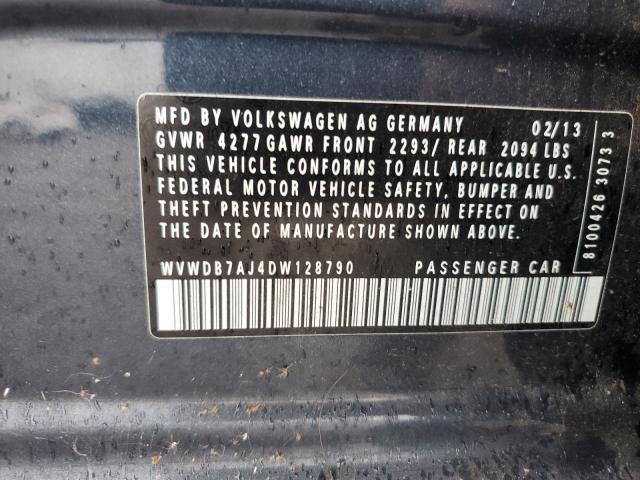 MFD BY VOLKSWAGEN AG GERMANY 02/13
GVWR 4277 GAWR FRONT 2293/ REAR 2094 LBS
THIS VEHICLE CONFORMS TO ALL APPLICABLE U.S.
FEDERAL MOTOR VEHICLE SAFETY, BUMPER AND
THEFT PREVENTION STANDARDS IN EFFECT ON
THE DATE OF MANUFACTURE SHOWN ABOVE.
WVWDB7AJ4DW128790 PASSENGER CAR
8100426 3073 3